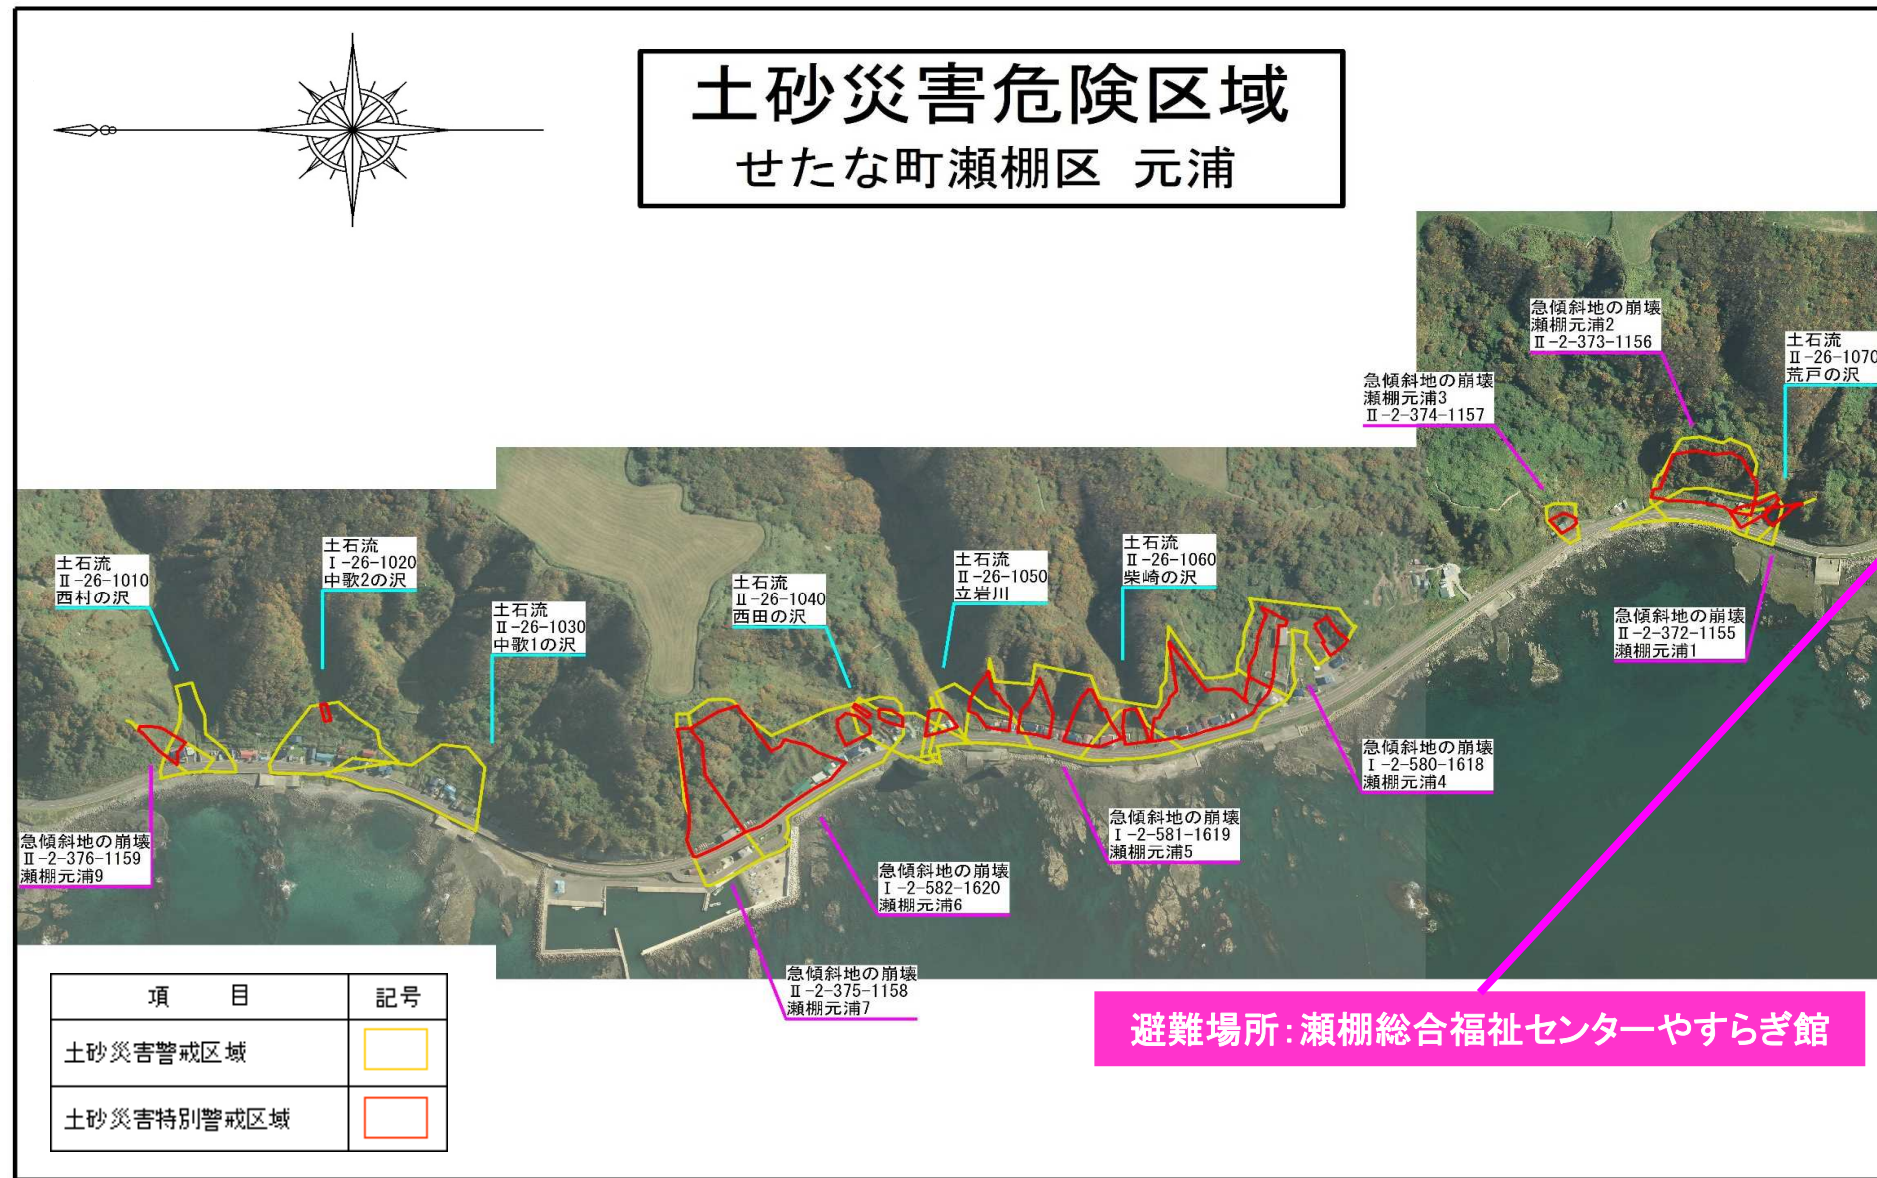 土砂災害危険区域
せたな町瀬棚区 元浦
急傾斜地の崩壊
瀬棚元浦2
Ⅱ-2-373-1156
土石流
Ⅱ-26-1070
荒戸の沢
急傾斜地の崩壊
瀬棚元浦3
Ⅱ-2-374-1157
土石流
Ⅱ-26-1010
西村の沢
土石流
Ⅰ-26-1020
中歌2の沢
土石流
Ⅱ-26-1030
中歌1の沢
土石流
Ⅱ-26-1040
西田の沢
土石流
Ⅱ-26-1050
立岩川
土石流
Ⅱ-26-1060
柴崎の沢
急傾斜地の崩壊
Ⅱ-2-372-1155
瀬棚元浦1
急傾斜地の崩壊
Ⅰ-2-580-1618
瀬棚元浦4
急傾斜地の崩壊
Ⅰ-2-581-1619
瀬棚元浦5
急傾斜地の崩壊
Ⅱ-2-376-1159
瀬棚元浦9
急傾斜地の崩壊
Ⅰ-2-582-1620
瀬棚元浦6
急傾斜地の崩壊
Ⅱ-2-375-1158
瀬棚元浦7
項 目 記号
土砂災害警戒区域
土砂災害特別警戒区域
避難場所:瀬棚総合福祉センターやすらぎ館